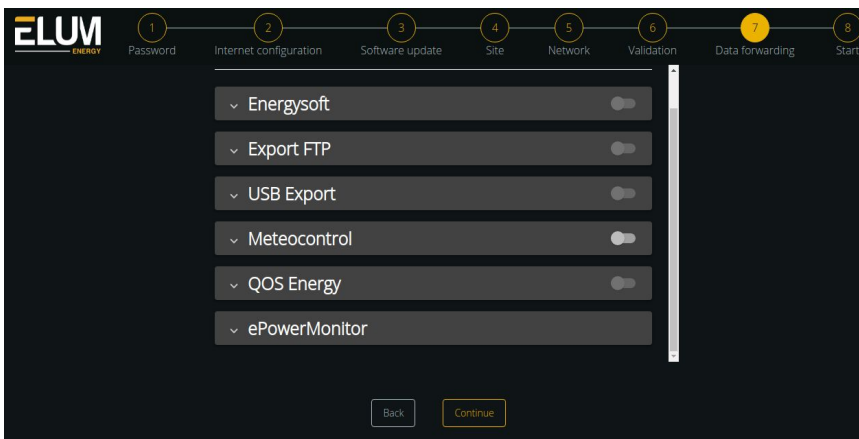 ELUM
ENERGY
1 2 3 4 5 6 7 8
Password Internet configuration Software update Site Network Validation Data forwarding Start
Energysoft
Export FTP
USB Export
Meteocontrol
QOS Energy
ePowerMonitor
Back Continue